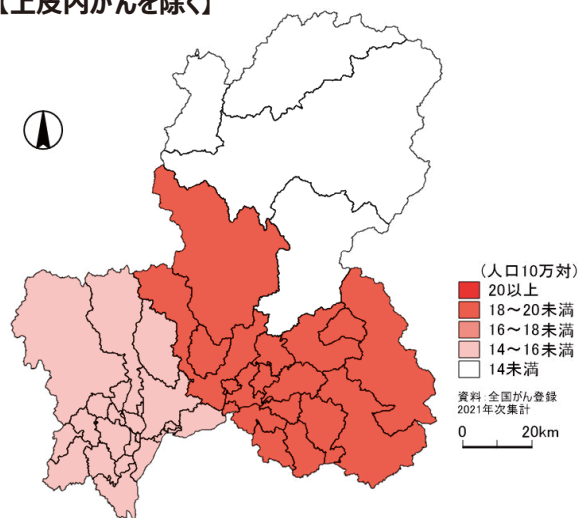 【上皮内がんを除く】
(人口10万対)
20以上
18～20未満
16～18未満
14～16未満
14未満
資料:全国がん登録
2021年次集計
0 20km